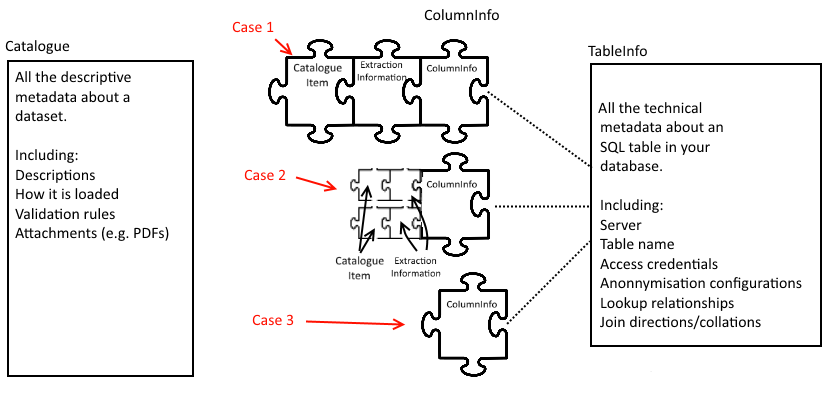 ColumnInfo
Case 1
Catalogue
All the descriptive
metadata about a
dataset.
Including:
Descriptions
How it is loaded
Validation rules
Attachments (e.g. PDFs)
Catalogue
Item
Extraction
Information
ColumnInfo
Case 2
ColumnInfo
Catalogue
Item
Extraction
Information
Case 3
ColumnInfo
TableInfo
All the technical
metadata about an
SQL table in your
database.
Including:
Server
Table name
Access credentials
Anonnymisation configurations
Lookup relationships
Join directions/collations